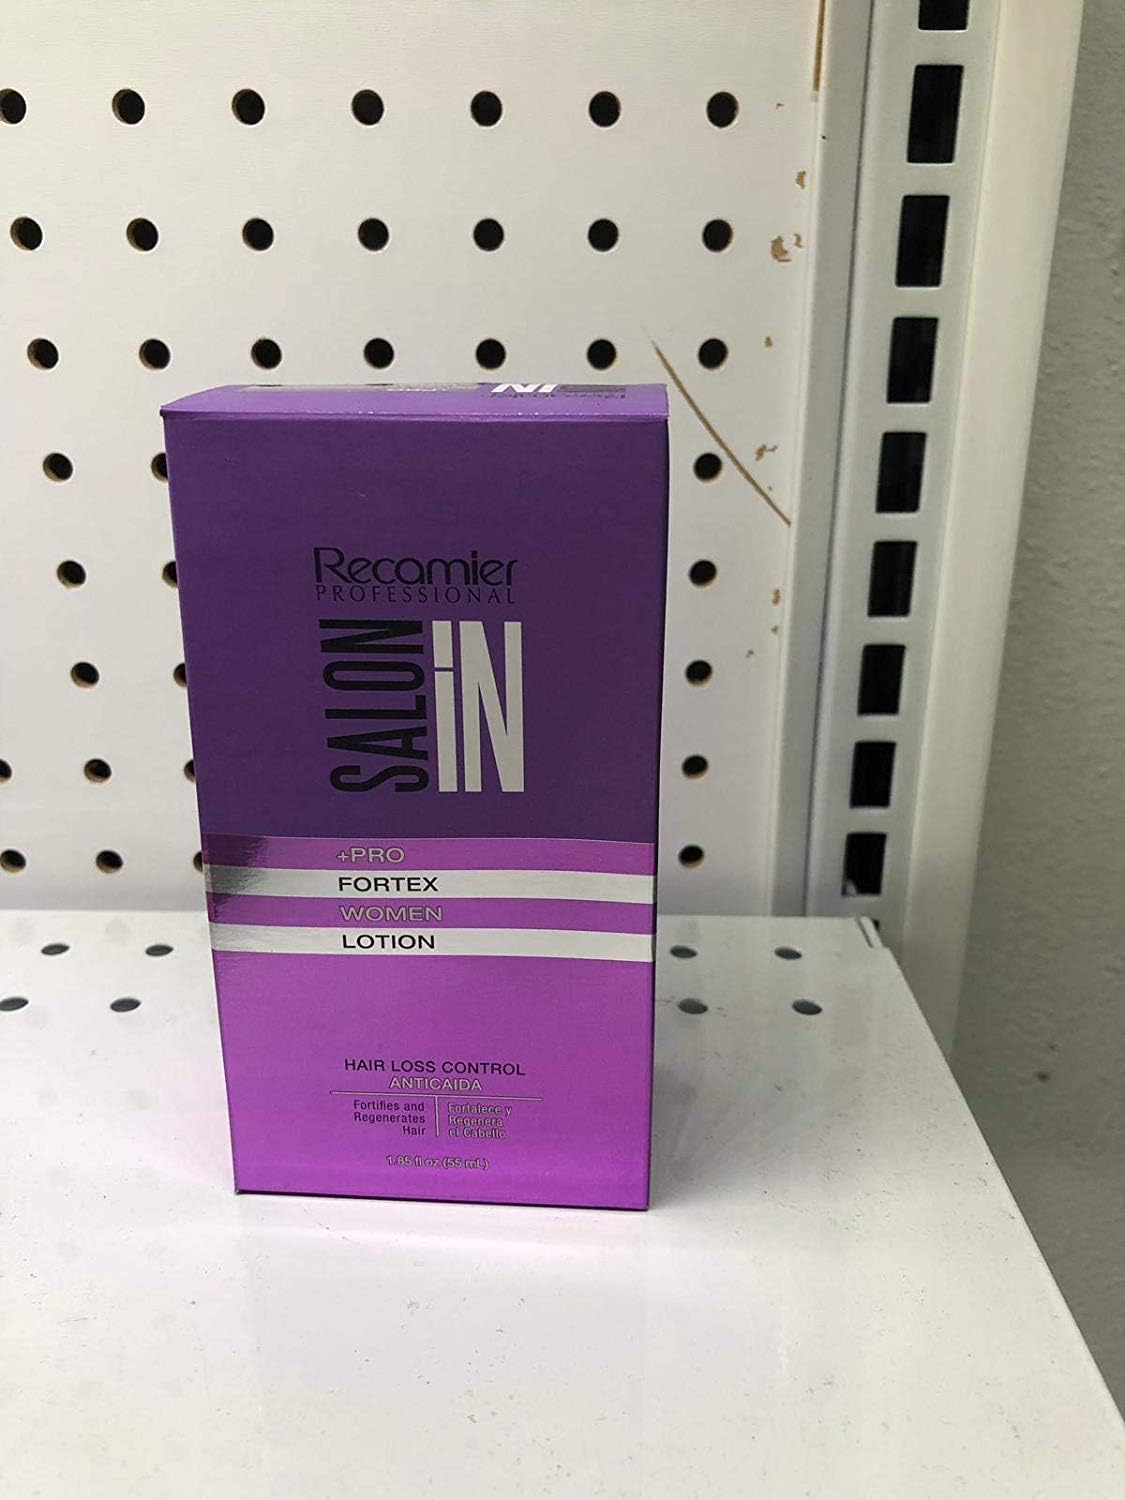 Recamier
PROFESSIONAL
SALON iN
+PRO
FORTEX
WOMEN
LOTION
HAIR LOSS CONTROL
ANTICAIDA
Fortifies and
Regenerates
Hair
Fortalece y
Regenera
el Cabello
1.85 fl oz (55 mL)